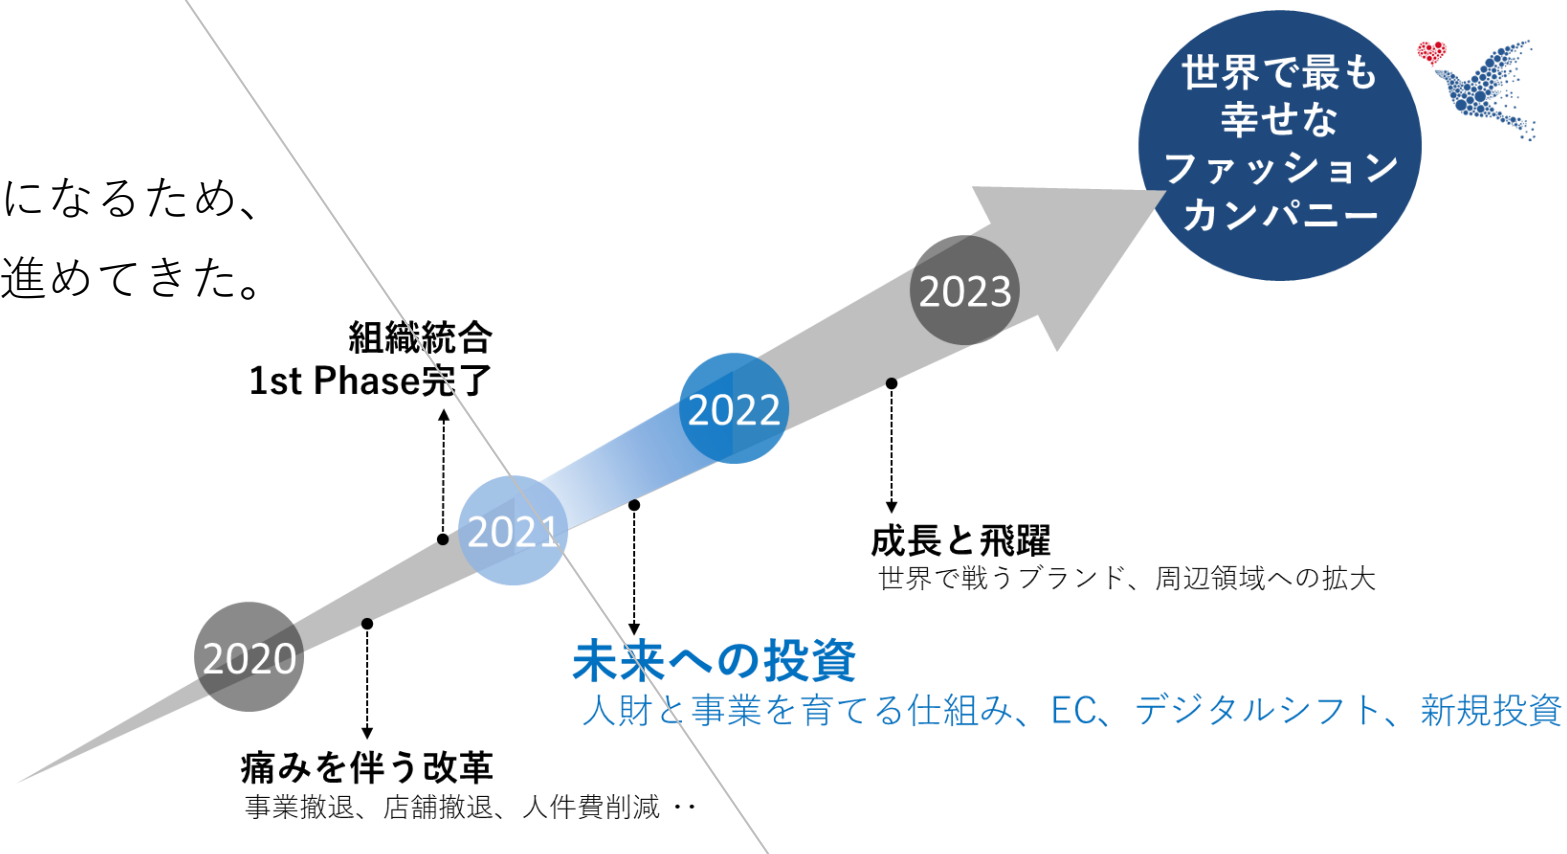 世界で最も
幸せな
ファッション
カンパニー
になるため、
進めてきた。
2023
組織統合
1st Phase完了
2022
2021
成長と飛躍
世界で戦うブランド、周辺領域への拡大
2020
未来への投資
人財と事業を育てる仕組み、EC、デジタルシフト、新規投資
痛みを伴う改革
事業撤退、店舗撤退、人件費削減 ‥